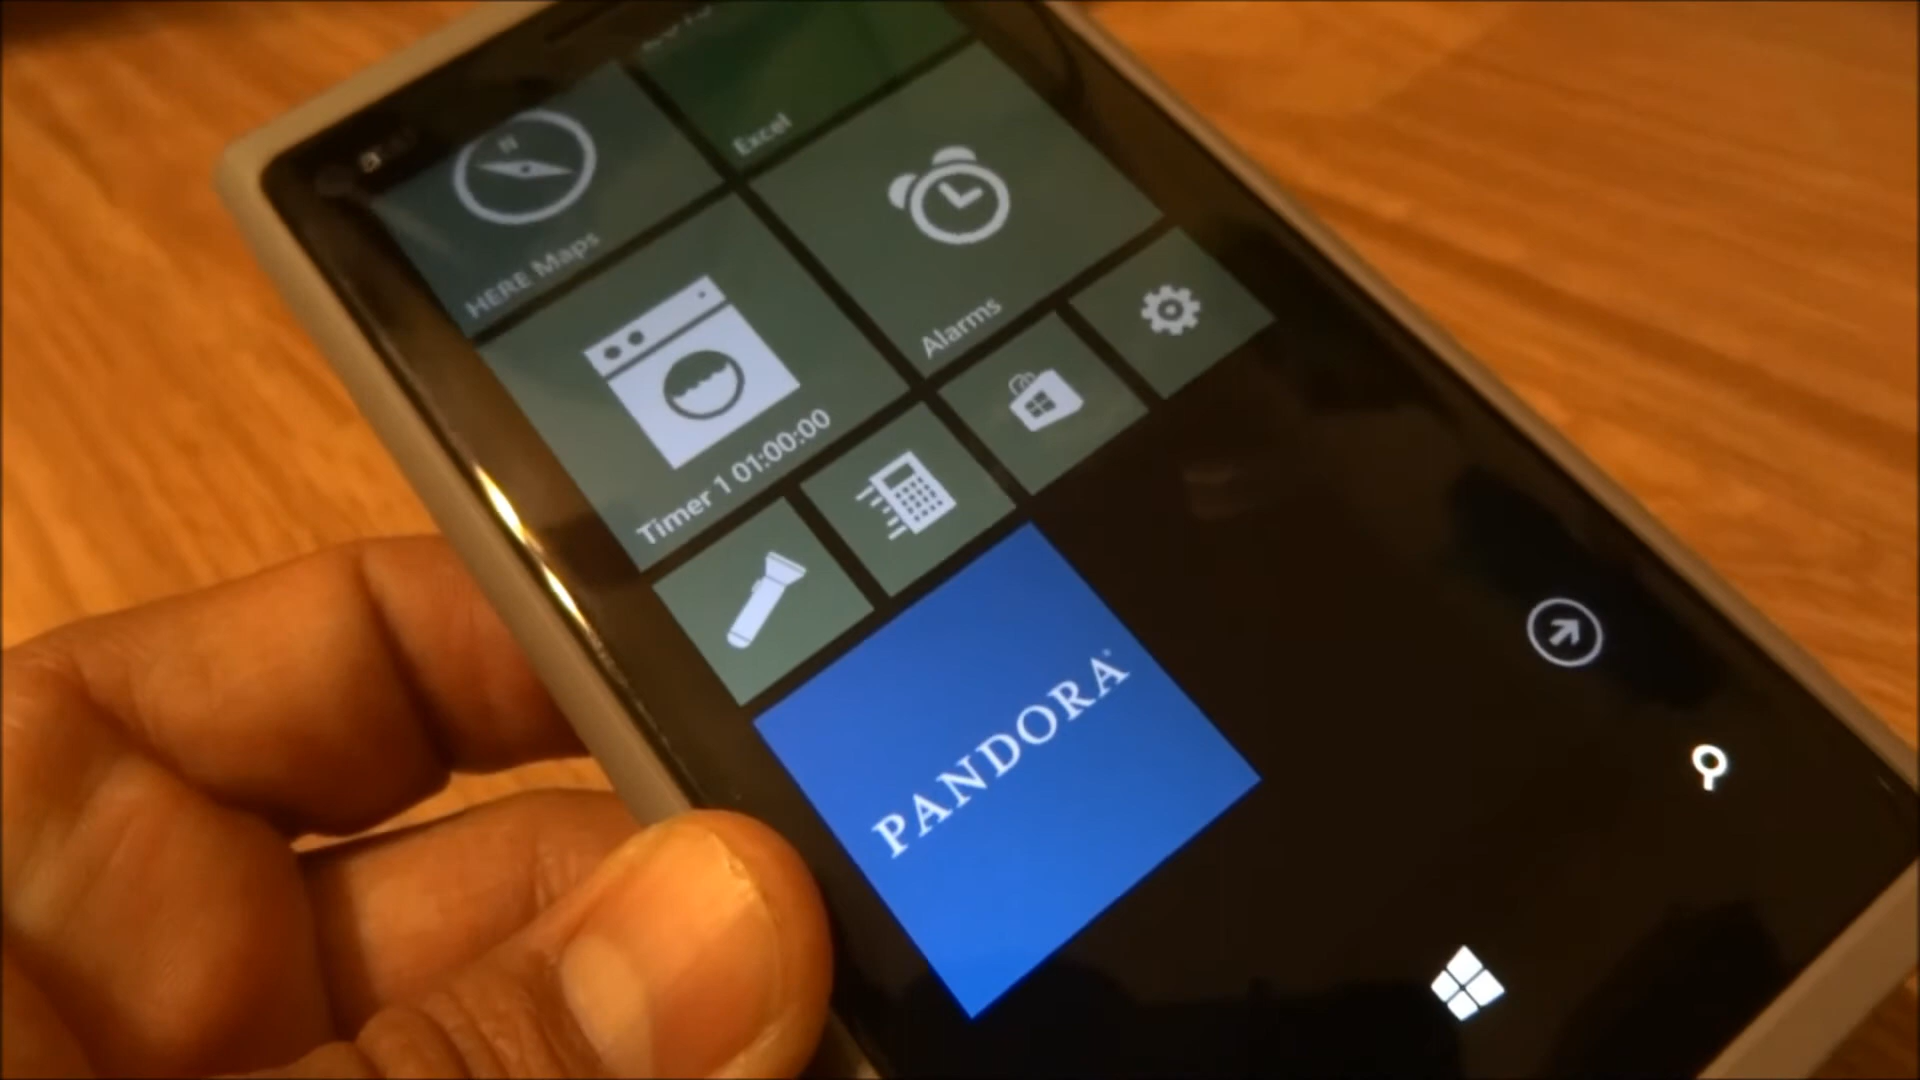 Excel
N
HERE Maps
Alarms
Timer 1 01:00:00
PANDORA